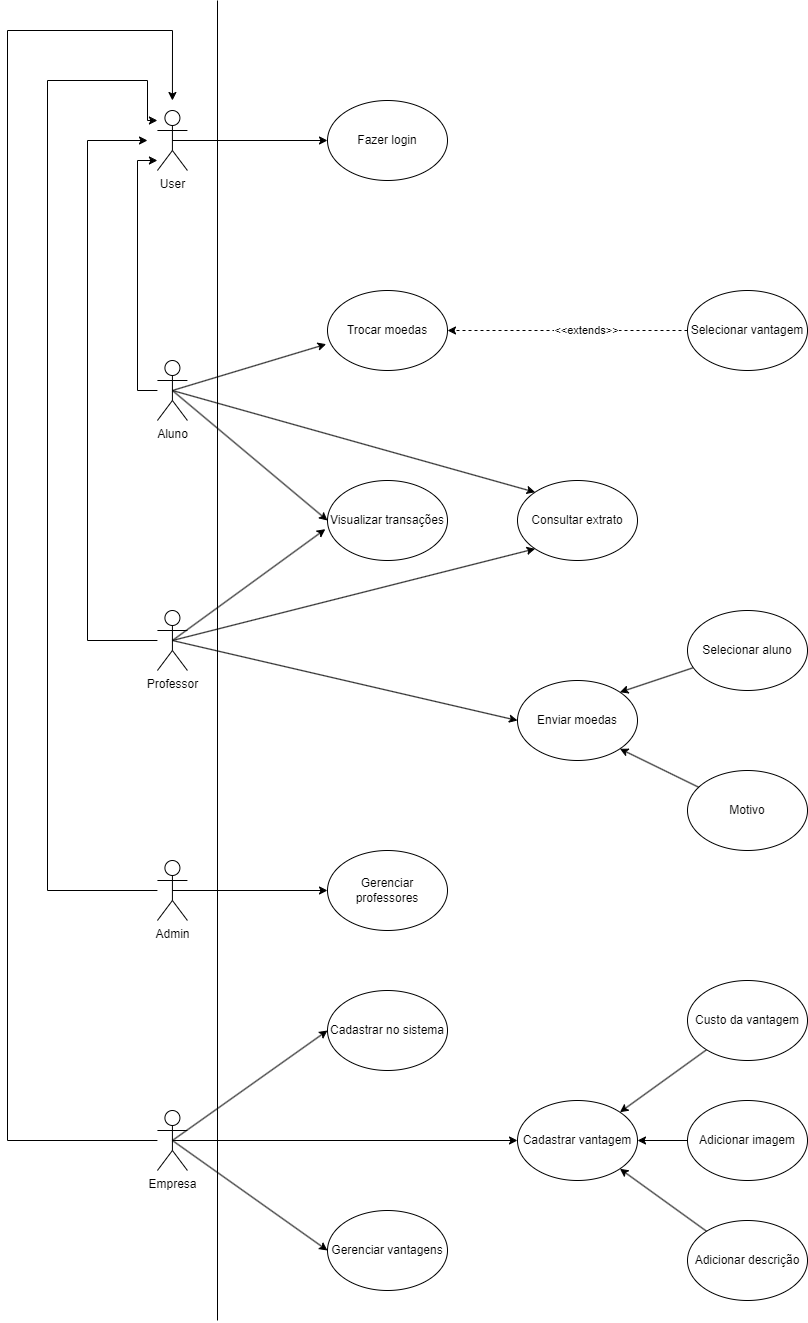 Fazer login
User
Trocar moedas
<<extends>>
Selecionar vantagem
Aluno
Visualizar transações
Consultar extrato
Selecionar aluno
Professor
Enviar moedas
Motivo
Gerenciar
professores
Admin
Custo da vantagem
Cadastrar no sistema
Cadastrar vantagem
Adicionar imagem
Empresa
Gerenciar vantagens
Adicionar descrição